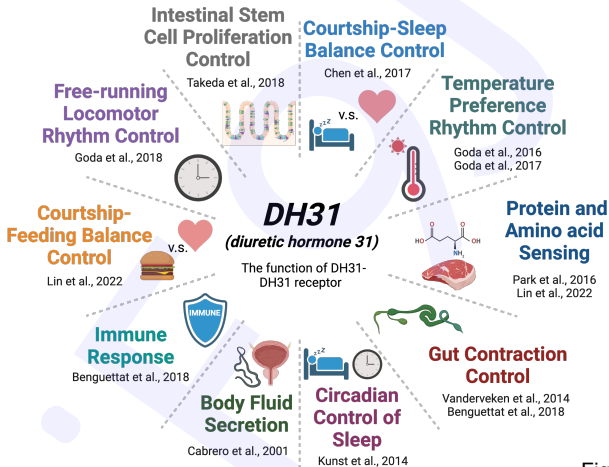 Intestinal Stem
Cell Proliferation
Control
Takeda et al., 2018
Courtship-Sleep
Balance Control
Chen et al., 2017
zzZ
v.s.
Temperature
Preference
Rhythm Control
Goda et al., 2016
Goda et al., 2017
Protein and
Amino acid
Sensing
Park et al., 2016
Lin et al., 2022
O O
HO OH
NH₂
Gut Contraction
Control
Vanderveken et al., 2014
Benguettat et al., 2018
zzZ
Circadian
Control of
Sleep
Kunst et al., 2014
Body Fluid
Secretion
Cabrero et al., 2001
IMMUNE
Immune
Response
Benguettat et al., 2018
Courtship-
Feeding Balance
Control
v.s.
Lin et al., 2022
Free-running
Locomotor
Rhythm Control
Goda et al., 2018
DH31
(diuretic hormone 31)
The function of DH31-
DH31 receptor